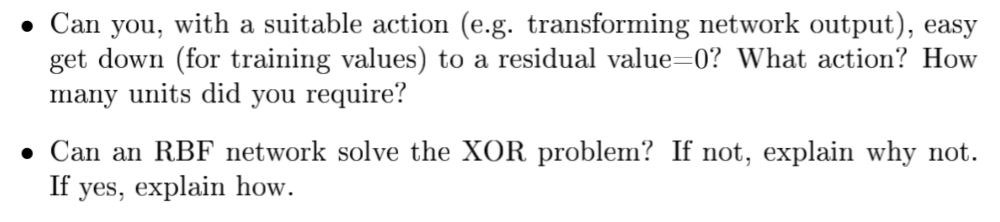 • Can you, with a suitable action (e.g. transforming network output), easy
get down (for training values) to a residual value=0? What action? How
many units did you require?
• Can an RBF network solve the XOR problem? If not, explain why not.
If yes, explain how.